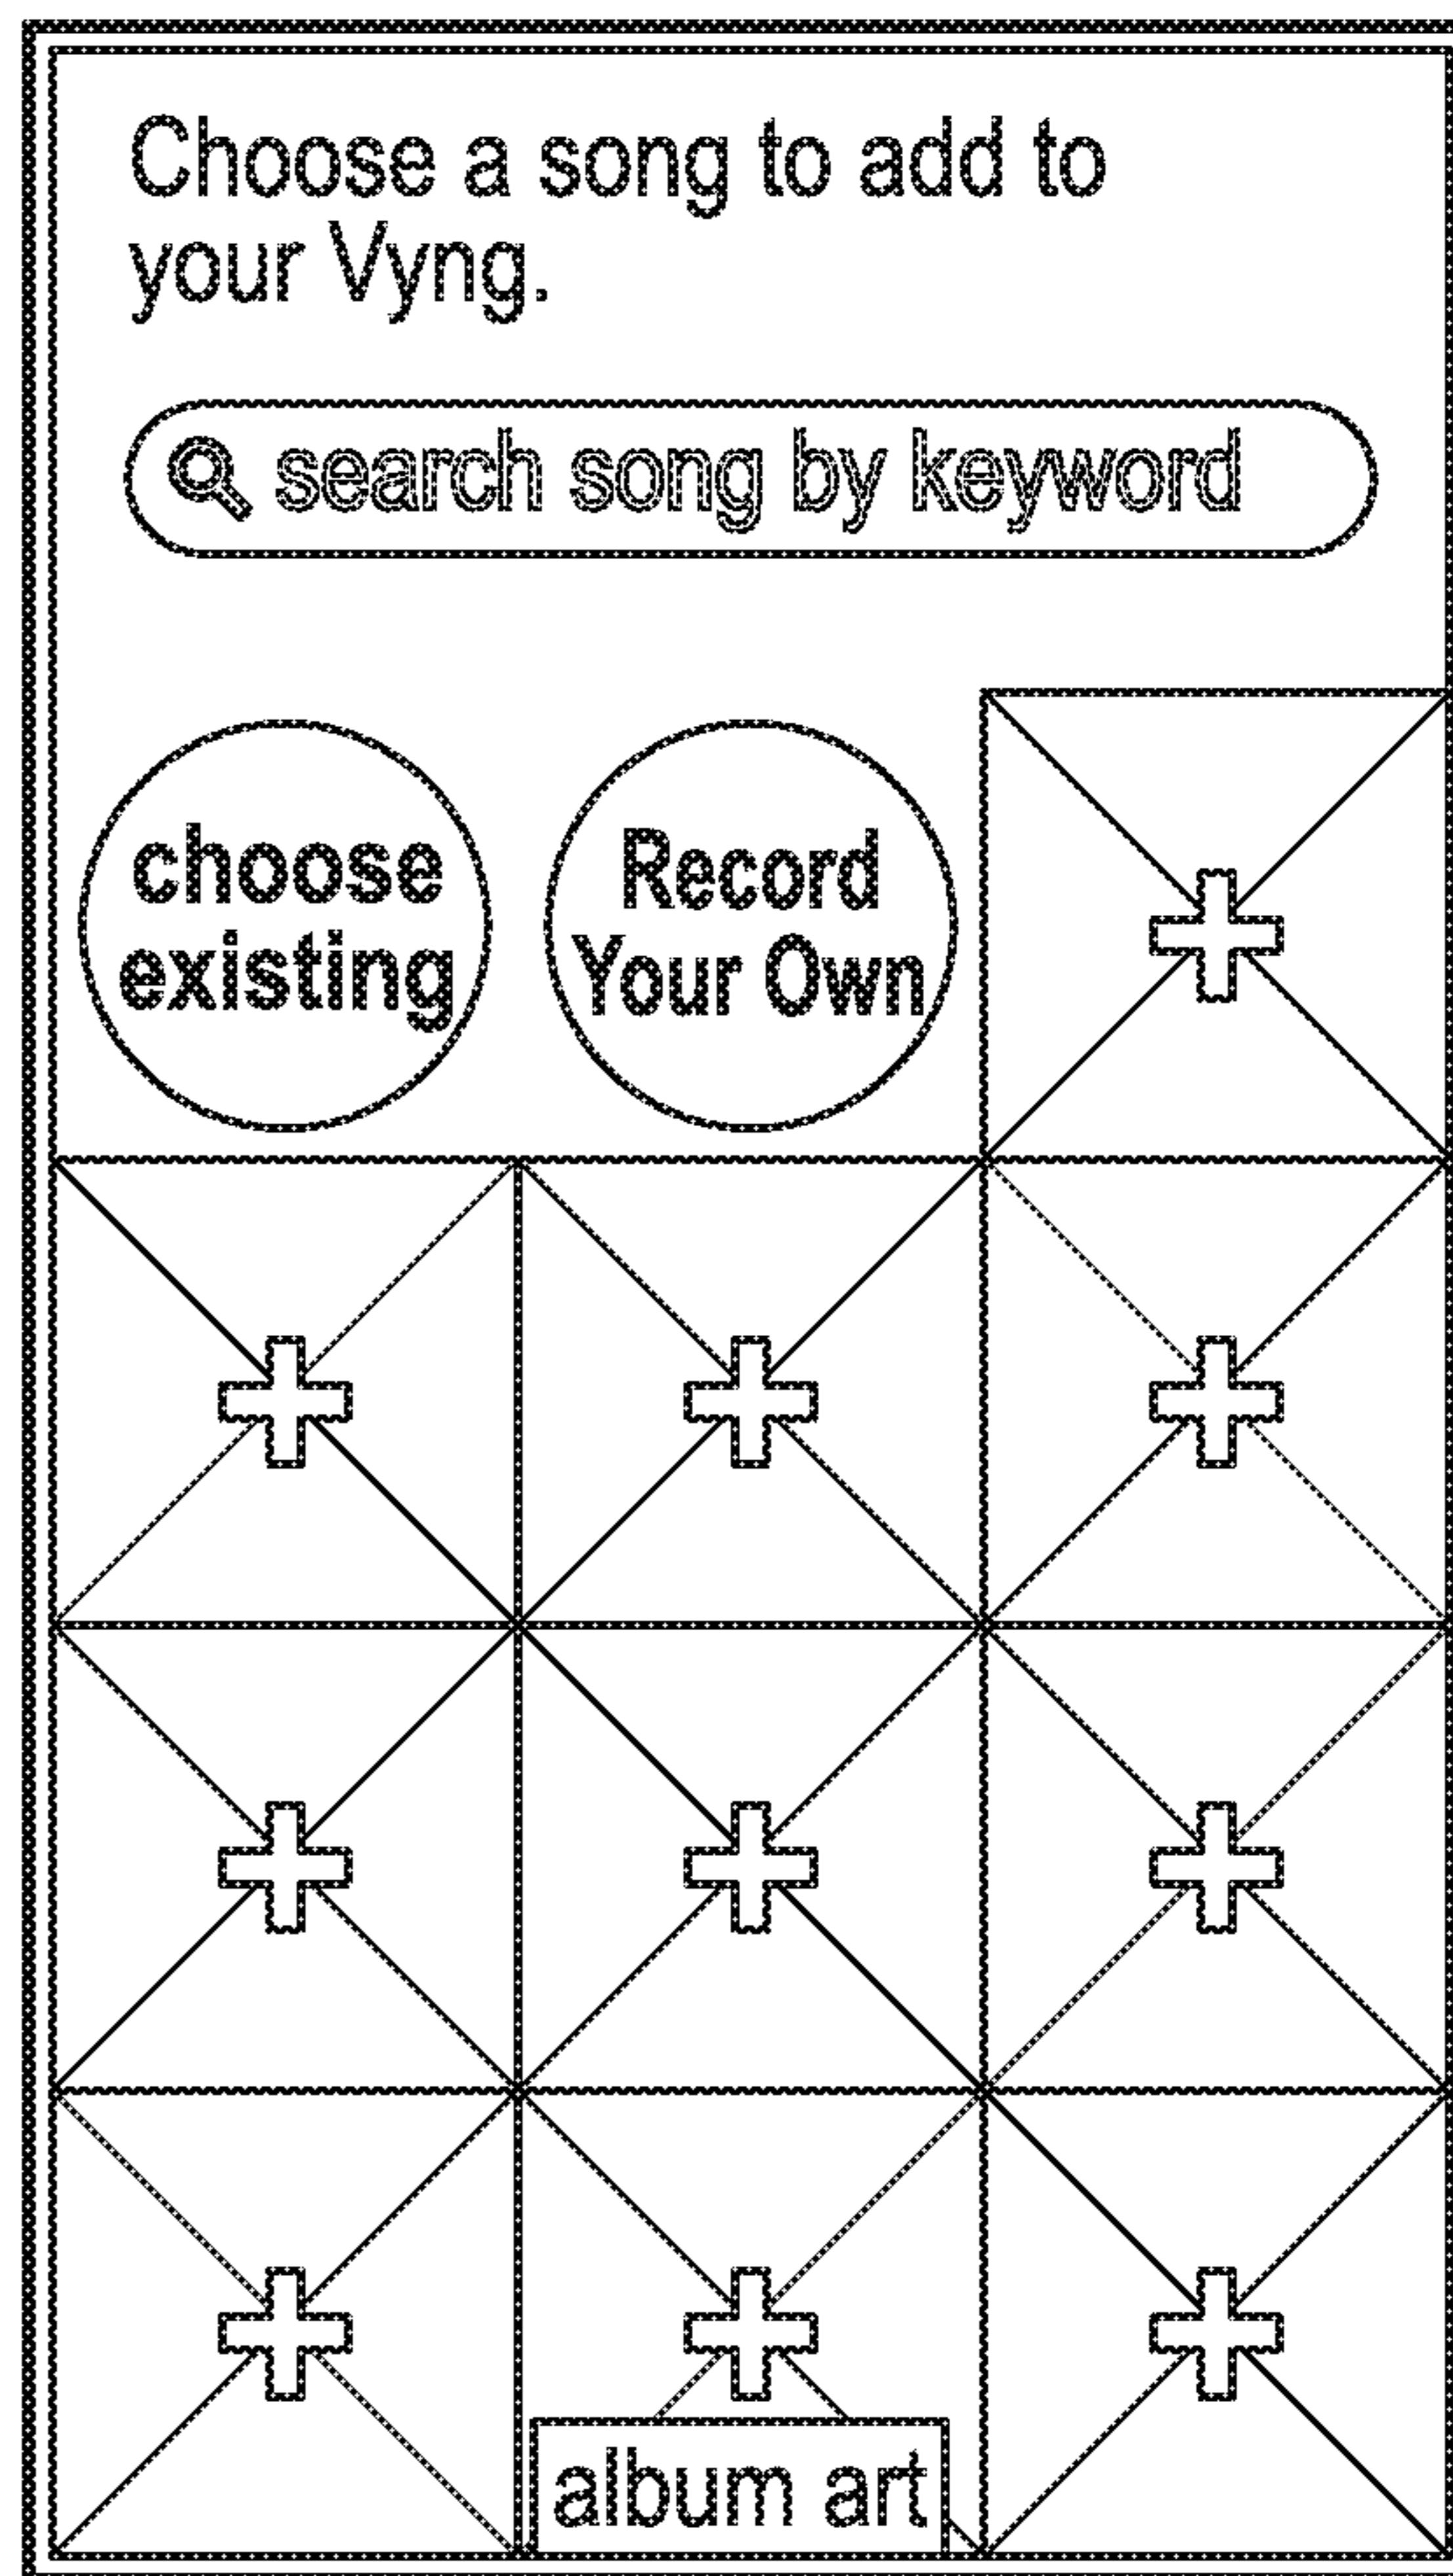 Choose a song to add to
your Vyng.
search song by keyword
choose
existing
Record
Your Own
album art